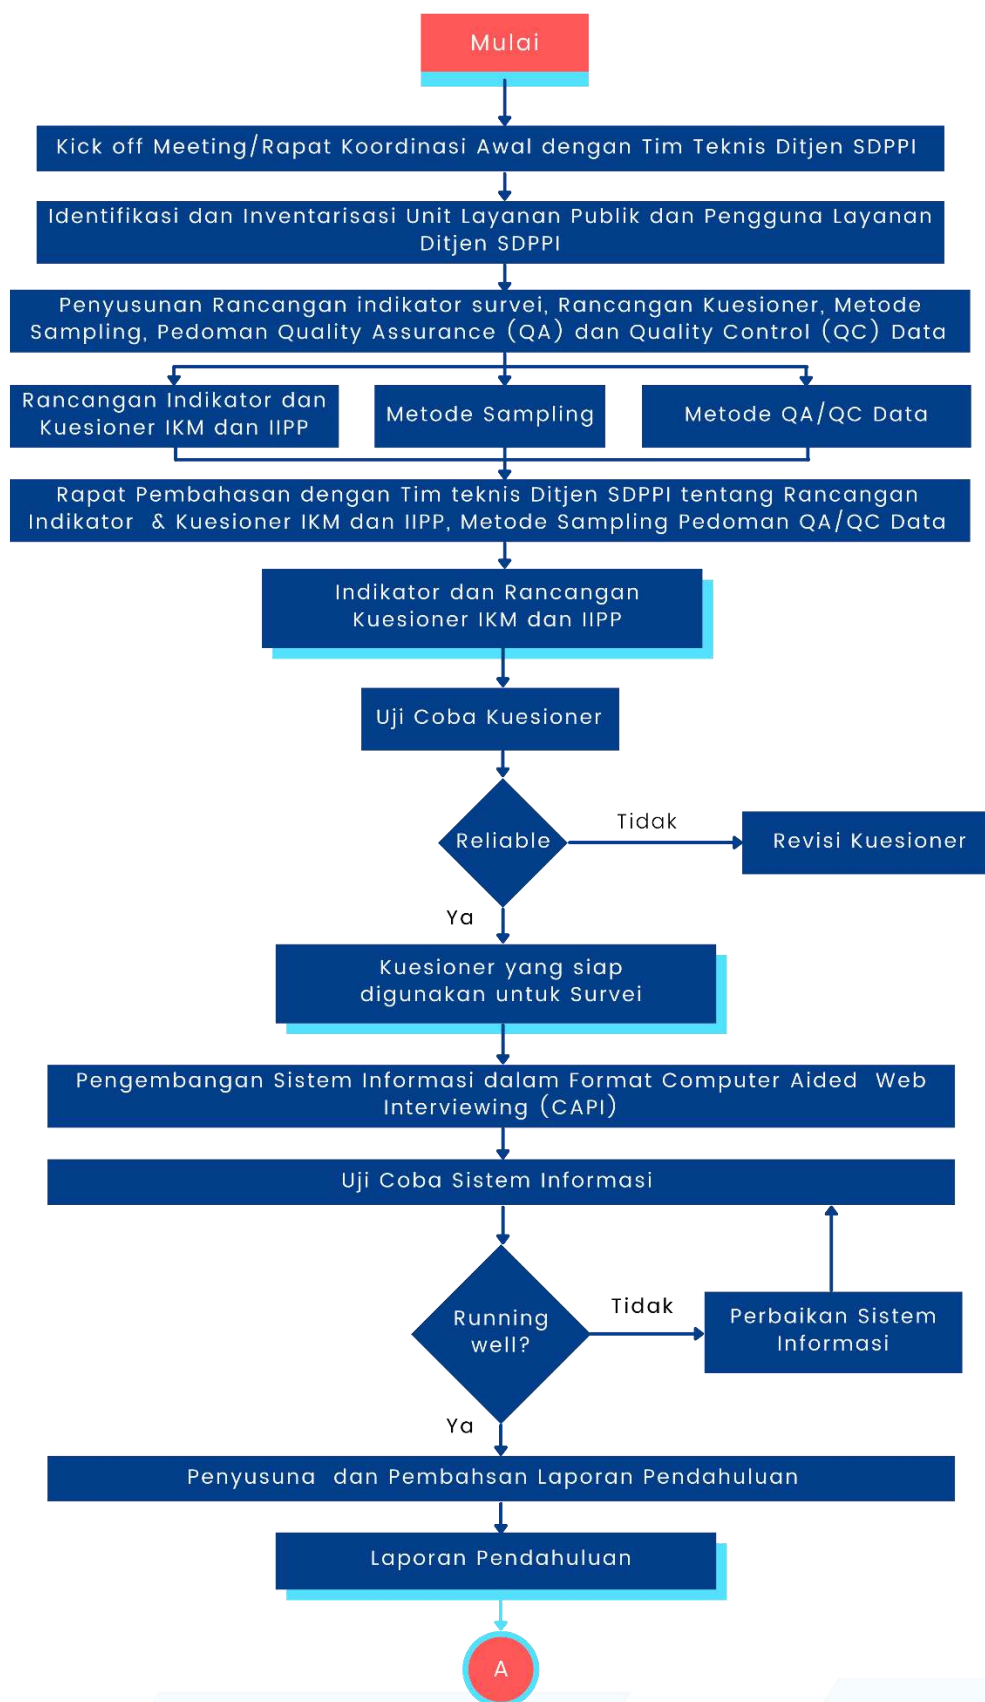 Mulai
Kick off Meeting/Rapat Koordinasi Awal dengan Tim Teknis Ditjen SDPPI
Identifikasi dan Inventarisasi Unit Layanan Publik dan Pengguna Layanan
Ditjen SDPPI
Penyusunan Rancangan indikator survei, Rancangan Kuesioner, Metode
Sampling, Pedoman Quality Assurance (QA) dan Quality Control (QC) Data
Rancangan Indikator dan
Kuesioner IKM dan IIPP
Metode Sampling
Metode QA/QC Data
Rapat Pembahasan dengan Tim teknis Ditjen SDPPI tentang Rancangan
Indikator & Kuesioner IKM dan IIPP, Metode Sampling Pedoman QA/QC Data
Indikator dan Rancangan
Kuesioner IKM dan IIPP
Uji Coba Kuesioner
Reliable
Tidak
Revisi Kuesioner
Ya
Kuesioner yang siap
digunakan untuk Survei
Pengembangan Sistem Informasi dalam Format Computer Aided Web
Interviewing (CAPI)
Uji Coba Sistem Informasi
Running
well?
Tidak
Perbaikan Sistem
Informasi
Ya
Penyusuna dan Pembahsan Laporan Pendahuluan
Laporan Pendahuluan
A